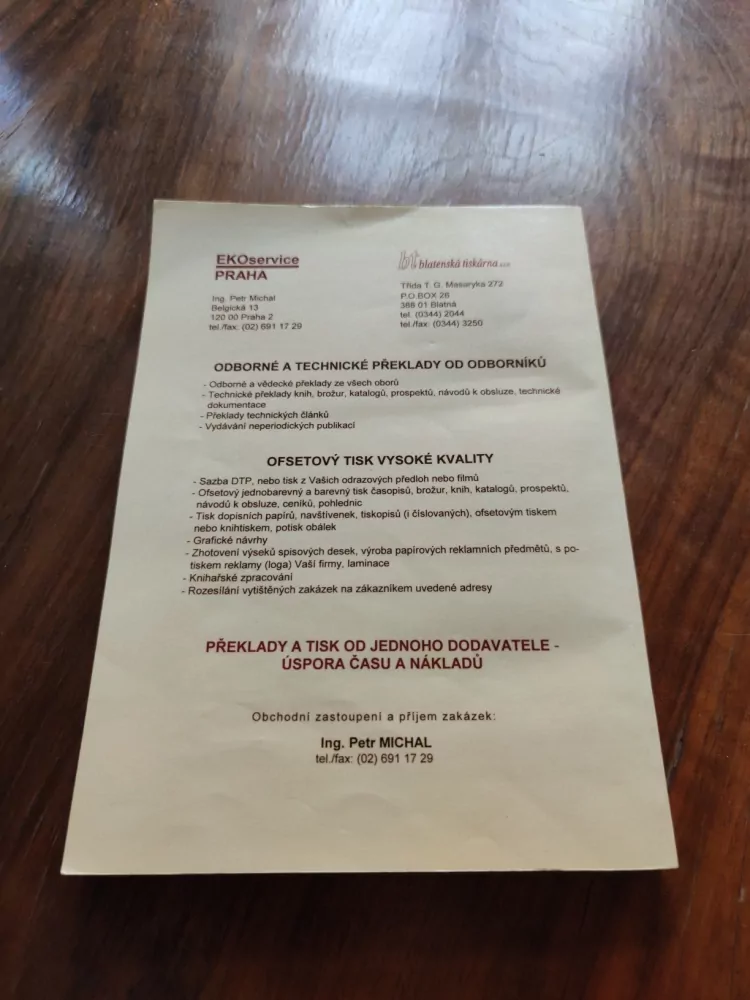 EKOservice
PRAHA
Ing. Petr Michal
Belgická 13
120 00 Praha 2
tel./fax: (02) 691 17 29
bt blatenská tiskárna s.r.o.
Třída T. G. Masaryka 272
P.O.BOX 26
388 01 Blatná
tel. (0344) 2044
tel./fax: (0344) 3250
ODBORNÉ A TECHNICKÉ PŘEKLADY OD ODBORNÍKŮ
- Odborné a vědecké překlady ze všech oborů
- Technické překlady knih, brožur, katalogů, prospektů, návodů k obsluze, technické
dokumentace
- Překlady technických článků
- Vydávání neperiodických publikací
OFSETOVÝ TISK VYSOKÉ KVALITY
- Sazba DTP, nebo tisk z Vašich odrazových předloh nebo filmů
- Ofsetový jednobarevný a barevný tisk časopisů, brožur, knih, katalogů, prospektů,
návodů k obsluze, ceníků, pohlednic
- Tisk dopisních papírů, navštívenek, tiskopisů (i číslovaných), ofsetovým tiskem
nebo knihtiskem, potisk obálek
- Grafické návrhy
- Zhotovení výseků spisových desek, výroba papírových reklamních předmětů, s po-
tiskem reklamy (loga) Vaší firmy, laminace
- Knihařské zpracování
- Rozesílání vytištěných zakázek na zákazníkem uvedené adresy
PŘEKLADY A TISK OD JEDNOHO DODAVATELE -
ÚSPORA ČASU A NÁKLADŮ
Obchodní zastoupení a příjem zakázek:
Ing. Petr MICHAL
tel./fax: (02) 691 17 29